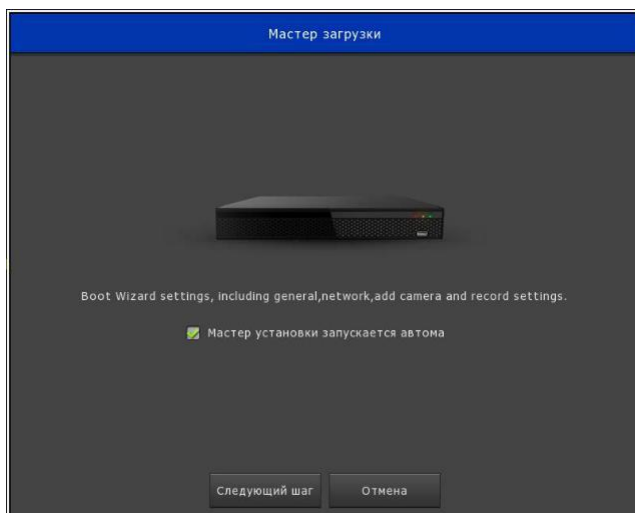 Мастер загрузки
Boot Wizard settings, including general,network,add camera and record settings.
Мастер установки запускается автома
Следующий шаг
Отмена